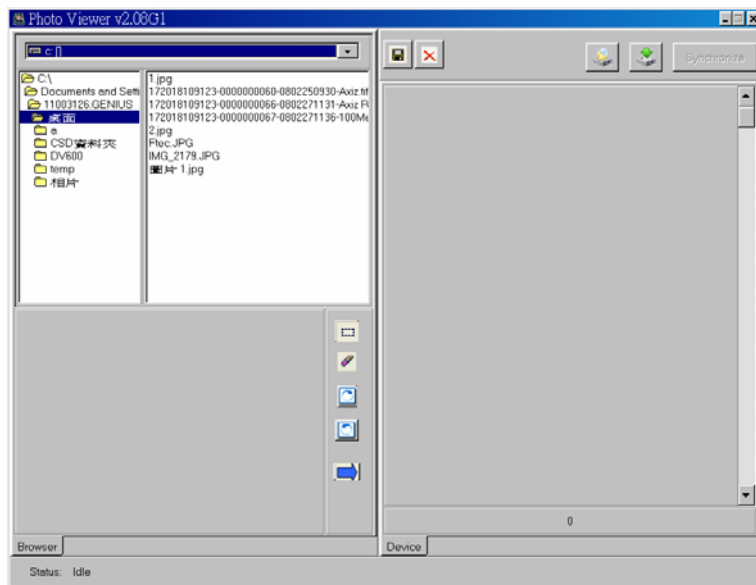 Photo Viewer v2.08G1
c: []
C:\
Documents and Setti
11003126.GENIUS
桌面
a
CSD資料夾
DV600
temp
相片
1.jpg
172018109123-0000000060-0802250930-Axiz.tif
172018109123-0000000066-0802271131-Axiz
172018109123-0000000067-0802271136-100Me
2.jpg
Ftec.JPG
IMG_2179.JPG
圖片 1.jpg
Synchronize
0
Browser
Device
Status: Idle